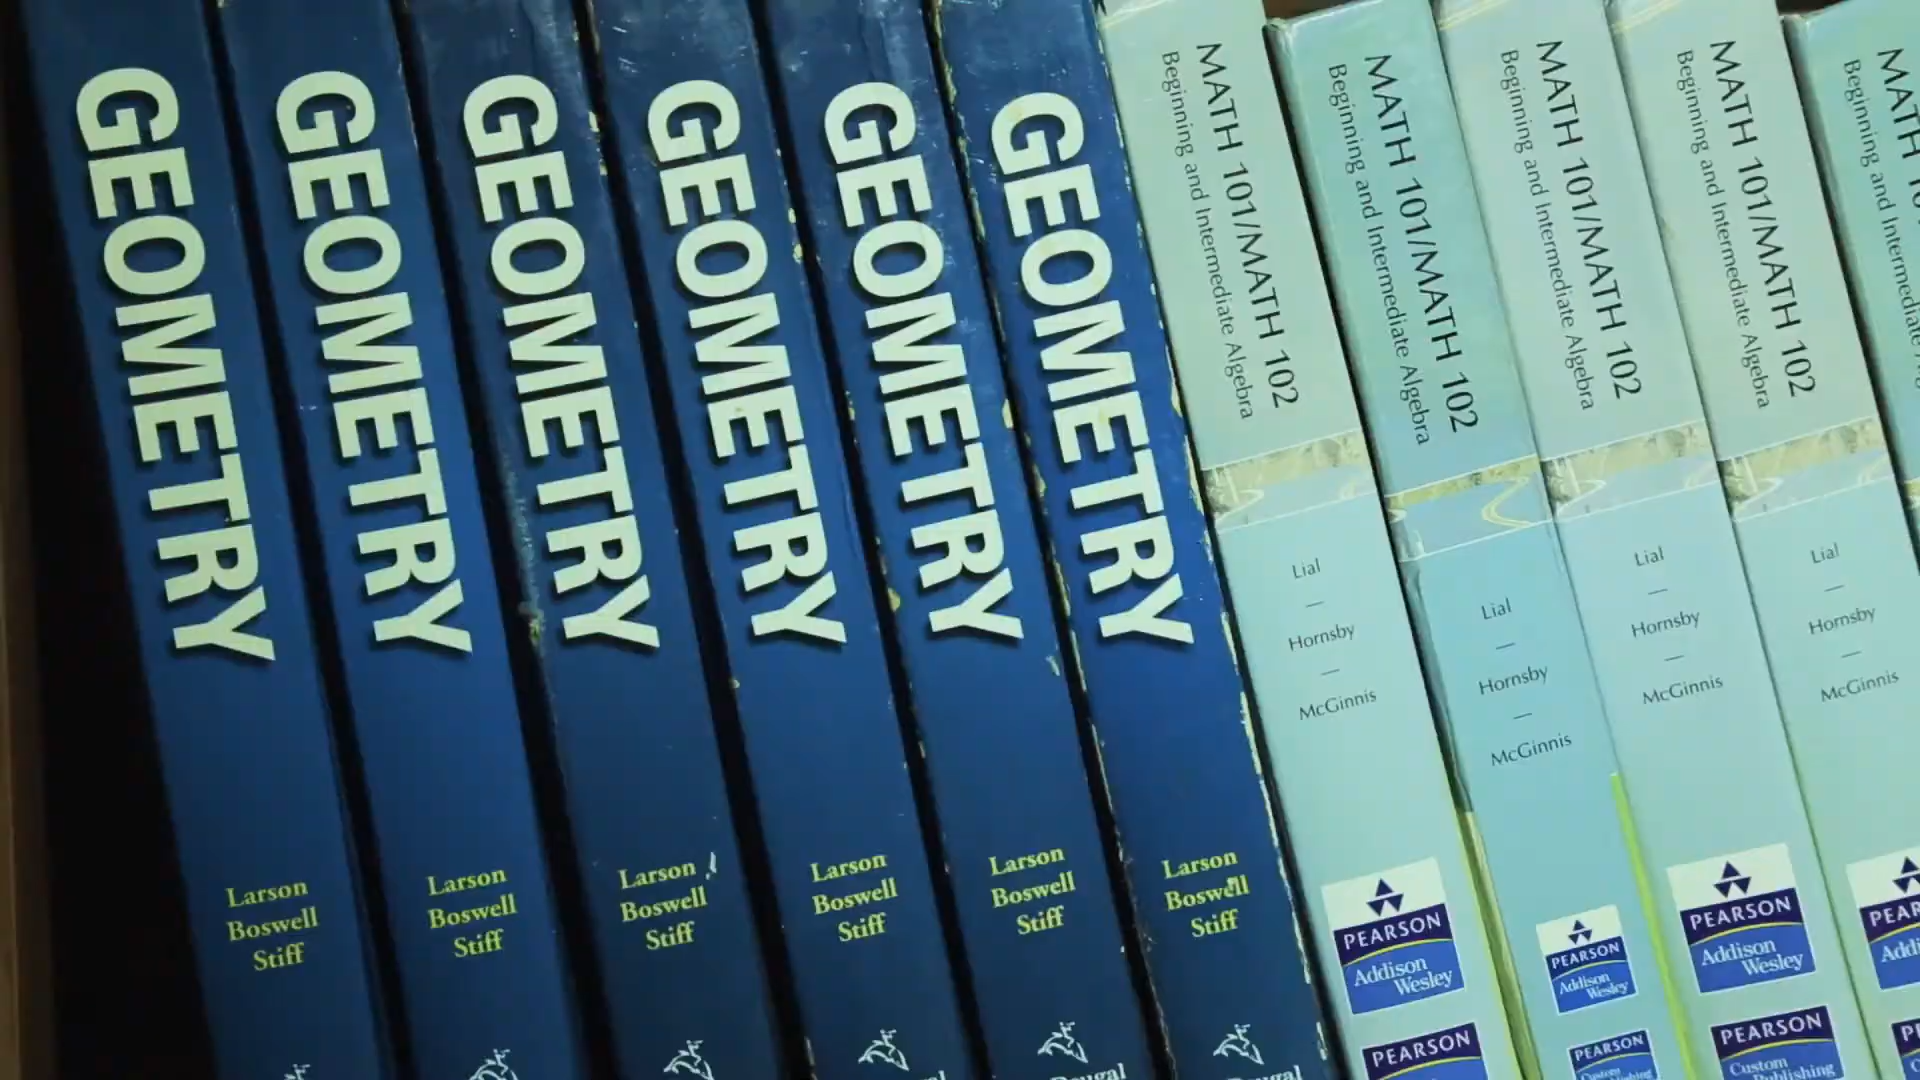 GEOMETRY
Larson
Boswell
Stiff
GEOMETRY
Larson
Boswell
Stiff
GEOMETRY
Larson
Boswell
Stiff
GEOMETRY
Larson
Boswell
Stiff
GEOMETRY
Larson
Boswell
Stiff
GEOMETRY
Larson
Boswell
Stiff
MATH 101/MATH 102
Beginning and Intermediate Algebra
Lial
Hornsby
McGinnis
PEARSON
Addison
Wesley
PEARSON
MATH 101/MATH 102
Beginning and Intermediate Algebra
Lial
Hornsby
McGinnis
PEARSON
Addison
Wesley
PEARSON
Custom
MATH 101/MATH 102
Beginning and Intermediate Algebra
Lial
Hornsby
McGinnis
PEARSON
Addison
Wesley
PEARSON
Custom
Publishing
MATH 101/MATH 102
Beginning and Intermediate Algebra
Lial
Hornsby
McGinnis
MATH
Beginning and Intermediate